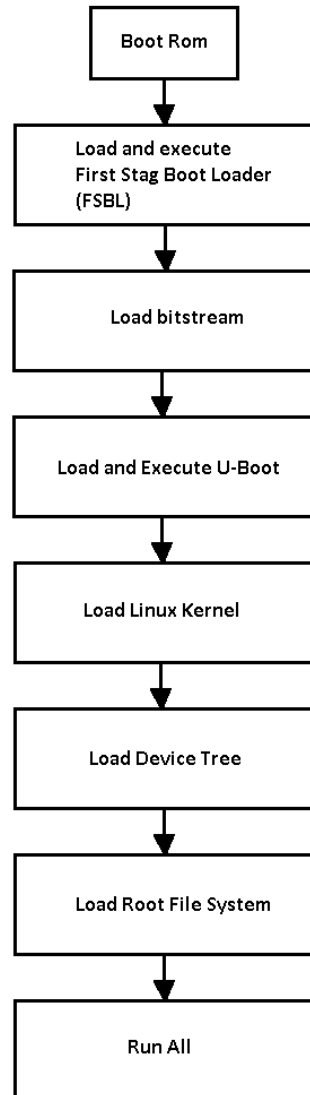 Boot Rom
Load and execute
First Stag Boot Loader
(FSBL)
Load bitstream
Load and Execute U-Boot
Load Linux Kernel
Load Device Tree
Load Root File System
Run All